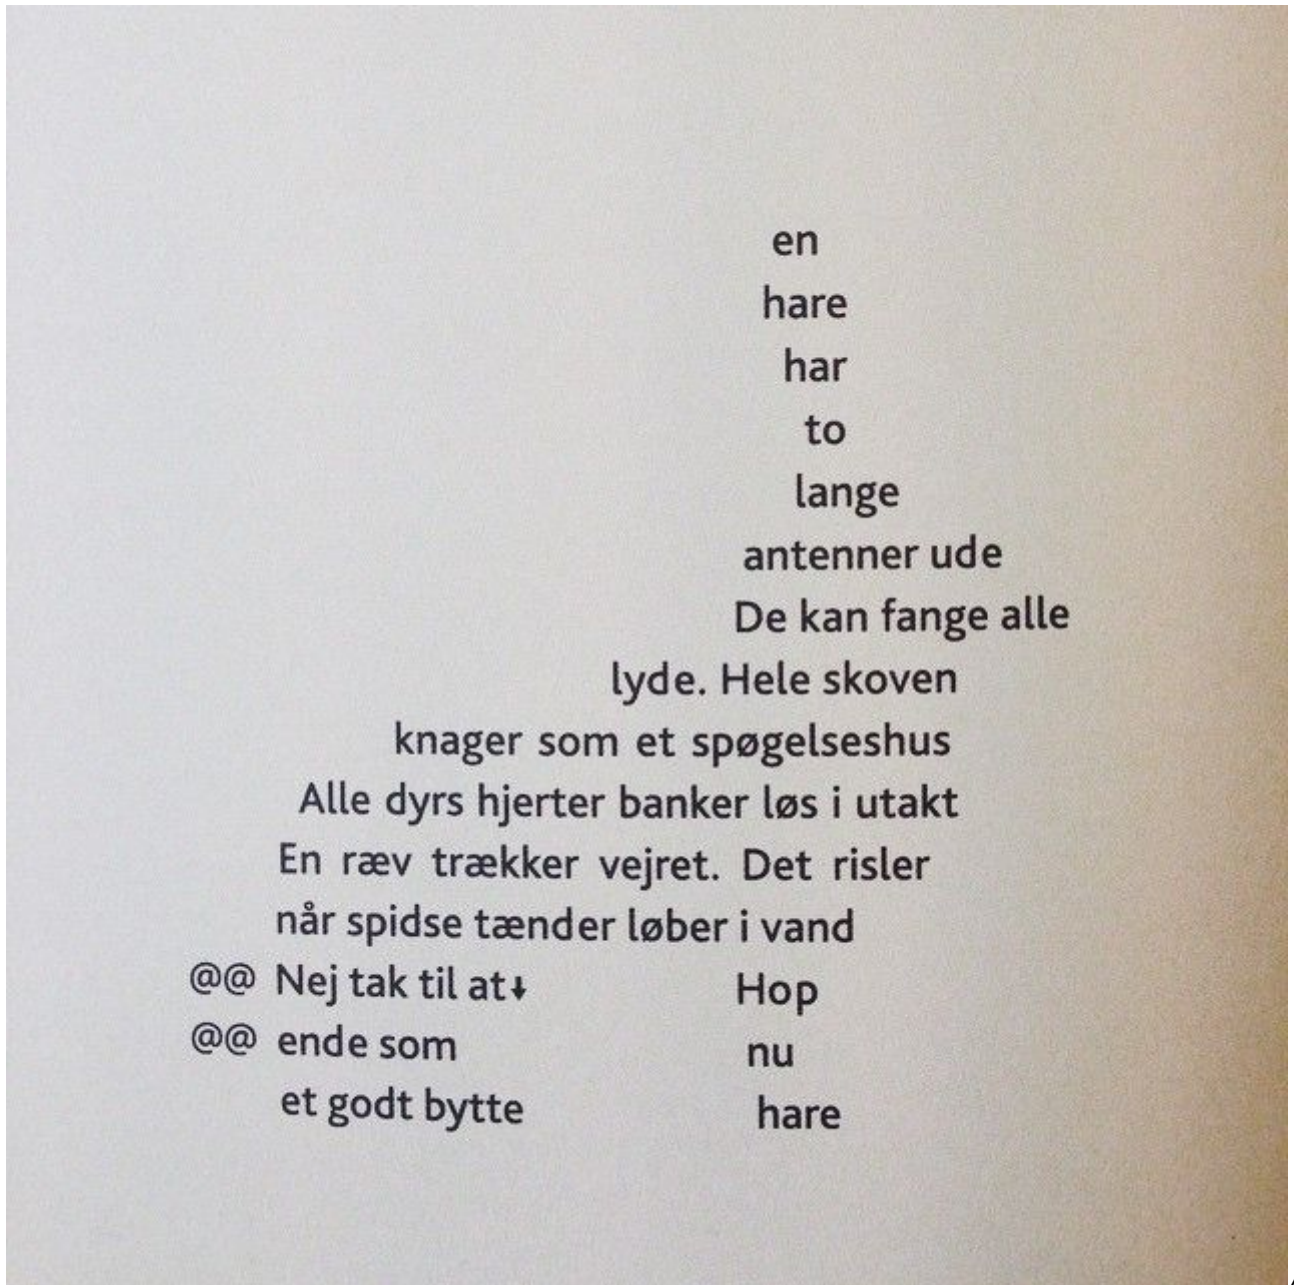 en
hare
har
to
lange
antenner ude
De kan fange alle
lyde. Hele skoven
knager som et spøgelseshus
Alle dyrs hjerter banker løs i utakt
En ræv trækker vejret. Det risler
når spidse tænder løber i vand
@@ Nej tak til at↓ Hop
@@ ende som nu
et godt bytte hare